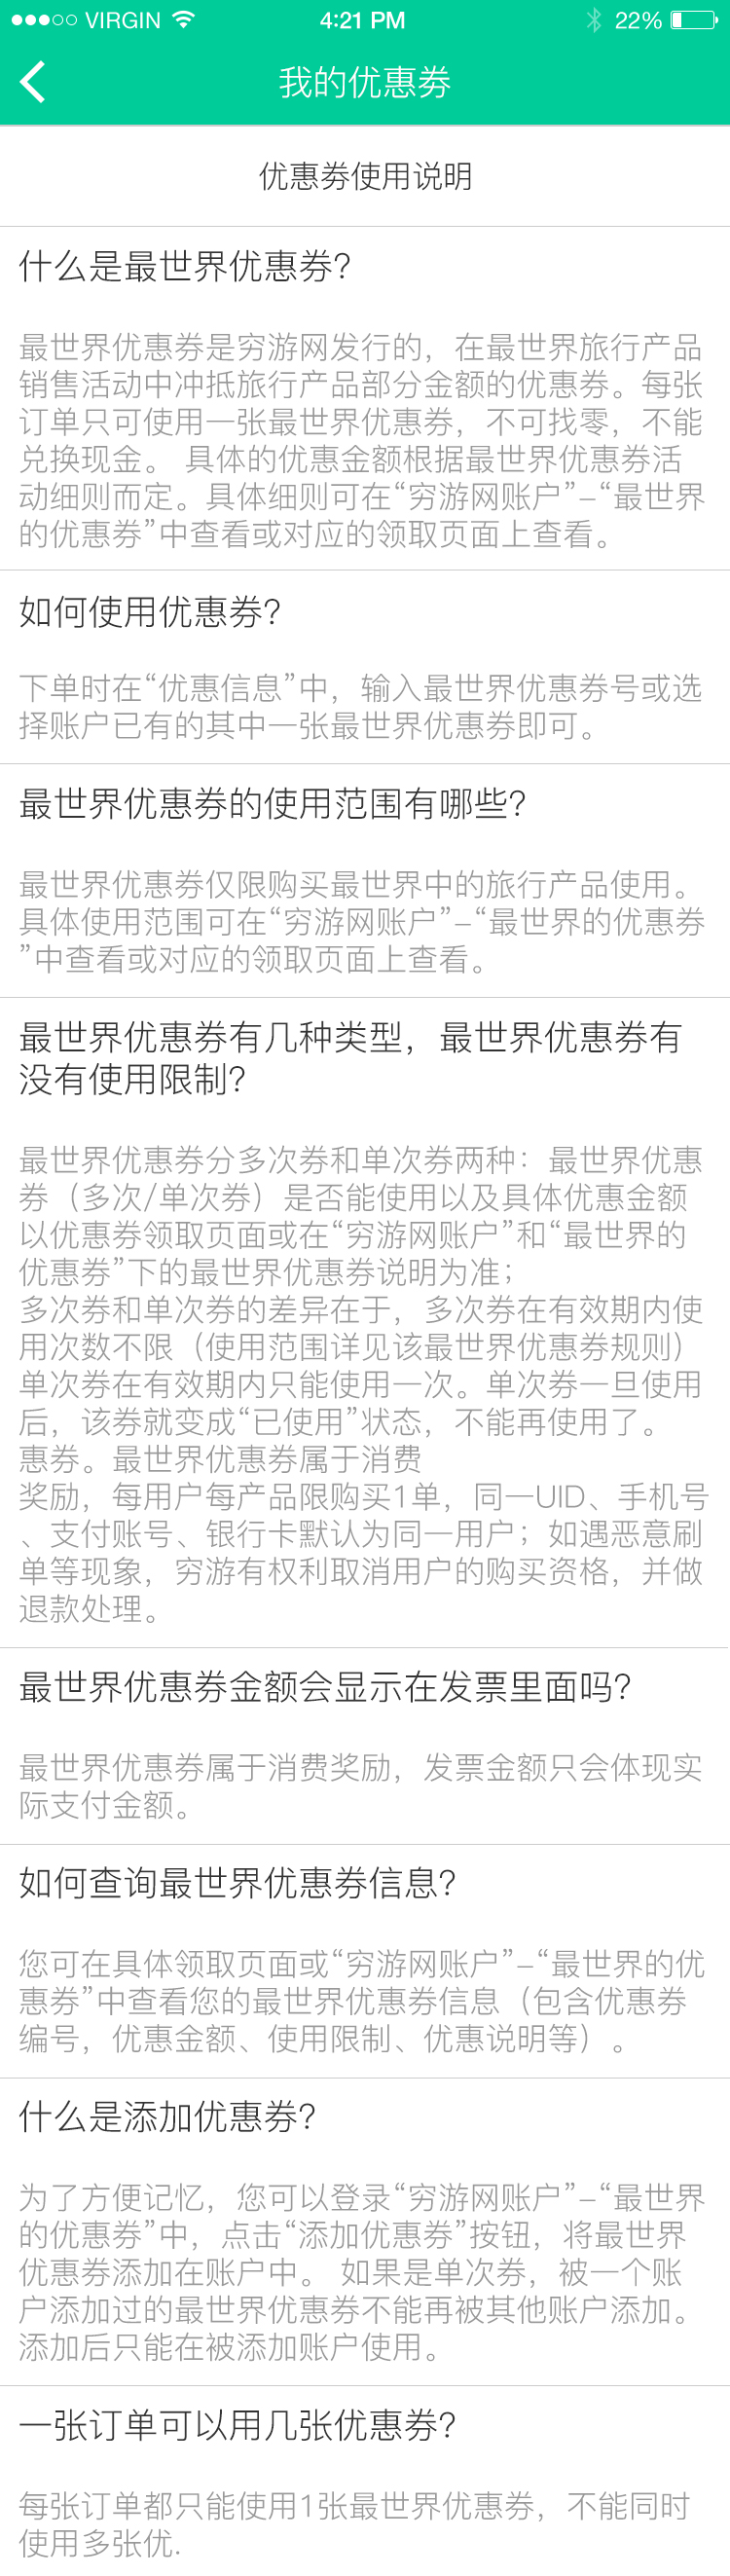 VIRGIN 4:21 PM 22%
我的优惠券
优惠券使用说明
什么是最世界优惠券?
最世界优惠券是穷游网发行的，在最世界旅行产品
销售活动中冲抵旅行产品部分金额的优惠券。每张
订单只可使用一张最世界优惠券，不可找零，不能
兑换现金。 具体的优惠金额根据最世界优惠券活
动细则而定。具体细则可在“穷游网账户”–“最世界
的优惠券”中查看或对应的领取页面上查看。
如何使用优惠券?
下单时在“优惠信息”中，输入最世界优惠券号或选
择账户已有的其中一张最世界优惠券即可。
最世界优惠券的使用范围有哪些?
最世界优惠券仅限购买最世界中的旅行产品使用。
具体使用范围可在“穷游网账户”–“最世界的优惠券
”中查看或对应的领取页面上查看。
最世界优惠券有几种类型，最世界优惠券有
没有使用限制?
最世界优惠券分多次券和单次券两种：最世界优惠
券（多次/单次券）是否能使用以及具体优惠金额
以优惠券领取页面或在“穷游网账户”和“最世界的
优惠券”下的最世界优惠券说明为准；
多次券和单次券的差异在于，多次券在有效期内使
用次数不限（使用范围详见该最世界优惠券规则）
单次券在有效期内只能使用一次。单次券一旦使用
后，该券就变成“已使用”状态，不能再使用了。
惠券。最世界优惠券属于消费
奖励，每用户每产品限购买1单，同一UID、手机号
、支付账号、银行卡默认为同一用户；如遇恶意刷
单等现象，穷游有权利取消用户的购买资格，并做
退款处理。
最世界优惠券金额会显示在发票里面吗?
最世界优惠券属于消费奖励，发票金额只会体现实
际支付金额。
如何查询最世界优惠券信息?
您可在具体领取页面或“穷游网账户”–“最世界的优
惠券”中查看您的最世界优惠券信息（包含优惠券
编号，优惠金额、使用限制、优惠说明等）。
什么是添加优惠券?
为了方便记忆，您可以登录“穷游网账户”–“最世界
的优惠券”中，点击“添加优惠券”按钮，将最世界
优惠券添加在账户中。 如果是单次券，被一个账
户添加过的最世界优惠券不能再被其他账户添加。
添加后只能在被添加账户使用。
一张订单可以用几张优惠券?
每张订单都只能使用1张最世界优惠券，不能同时
使用多张优.